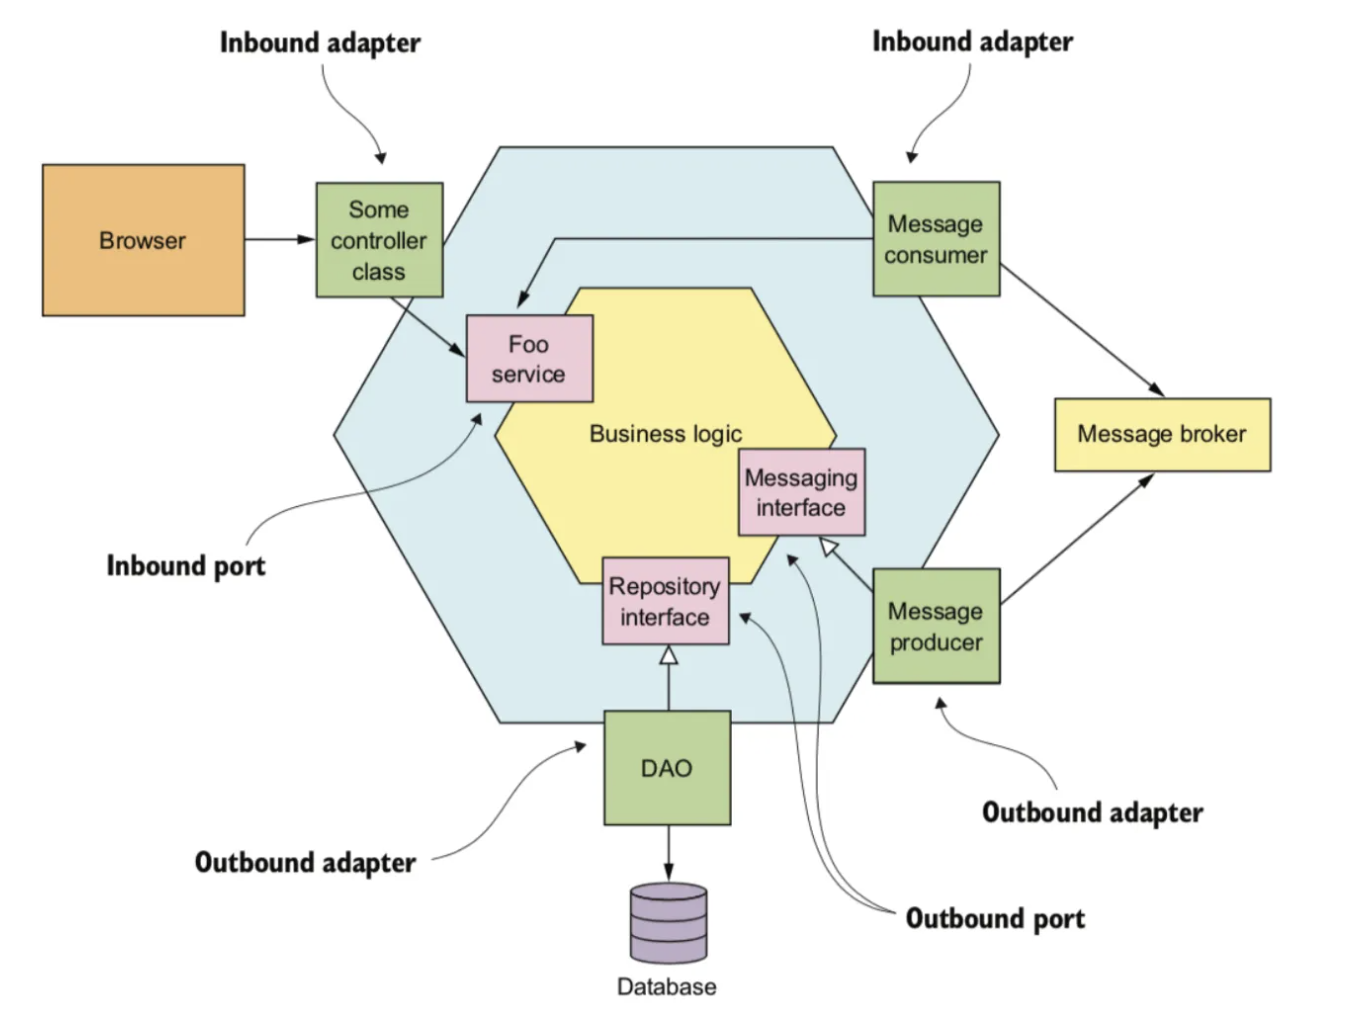 Inbound adapter
Inbound adapter
Browser
Some
controller
class
Message
consumer
Foo
service
Business logic
Message broker
Messaging
interface
Inbound port
Repository
interface
Message
producer
DAO
Outbound adapter
Outbound adapter
Outbound port
Database